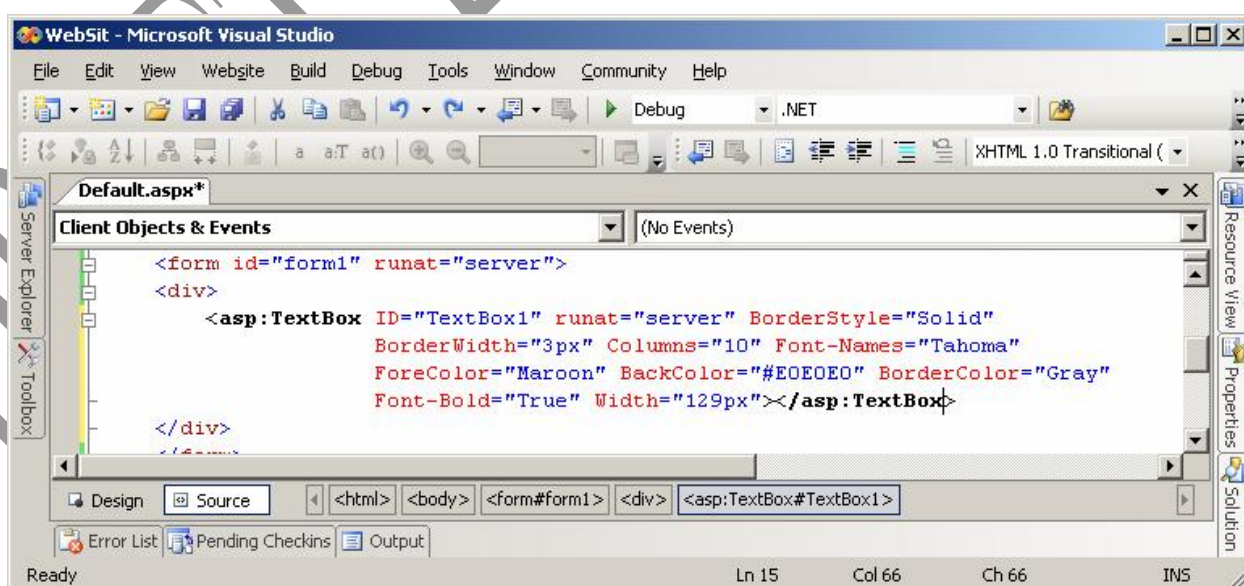 WebSit - Microsoft Visual Studio
File Edit View Website Build Debug Tools Window Community Help
Debug .NET
a a:T a() XHTML 1.0 Transitional (
Default.aspx*
Client Objects & Events (No Events)
<form id="form1" runat="server">
<div>
<asp:TextBox ID="TextBox1" runat="server" BorderStyle="Solid"
BorderWidth="3px" Columns="10" Font-Names="Tahoma"
ForeColor="Maroon" BackColor="#E0E0E0" BorderColor="Gray"
Font-Bold="True" Width="129px"></asp:TextBox>
</div>
Server Explorer
Toolbox
Resource View
Properties
Solution
Design Source <html> <body> <form#form1> <div> <asp:TextBox#TextBox1>
Error List Pending Checkins Output
Ready Ln 15 Col 66 Ch 66 INS